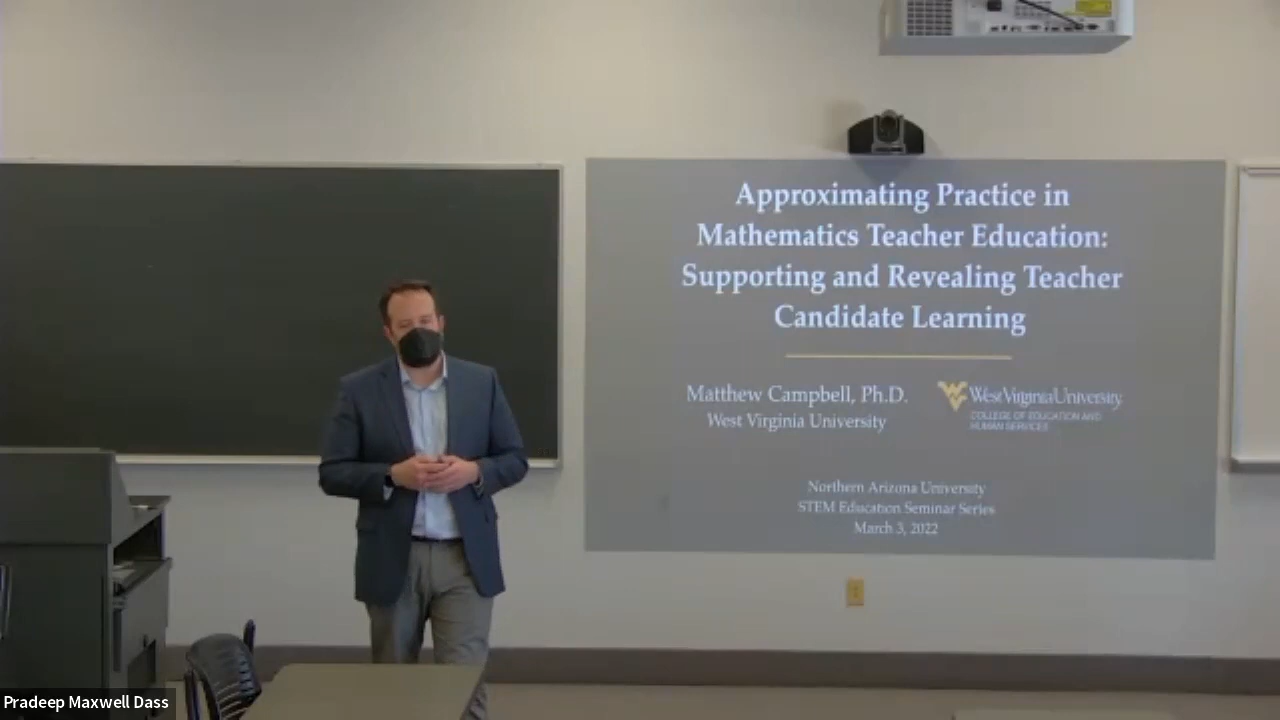 Approximating Practice in
Mathematics Teacher Education:
Supporting and Revealing Teacher
Candidate Learning
Matthew Campbell, Ph.D.
West Virginia University
WestVirginiaUniversity
COLLEGE OF EDUCATION AND
HUMAN SERVICES
Northern Arizona University
STEM Education Seminar Series
March 3, 2022
Pradeep Maxwell Dass